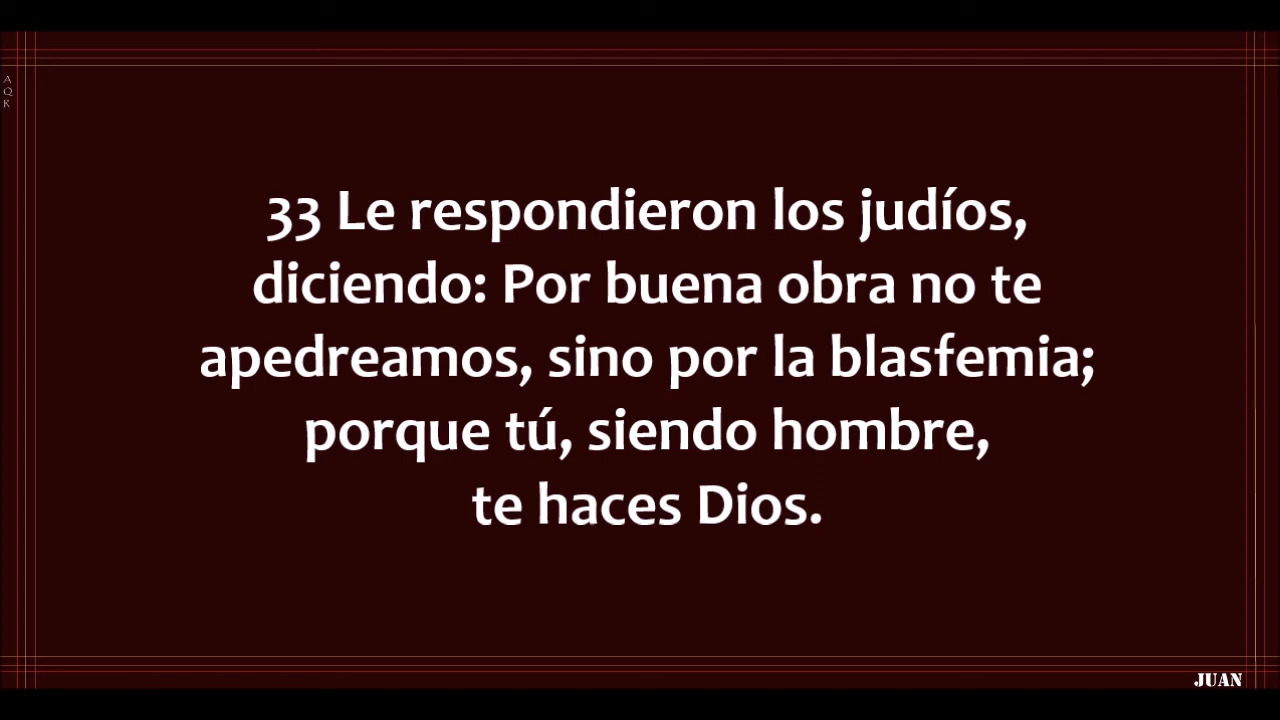 A
Q
K
33 Le respondieron los judíos,
diciendo: Por buena obra no te
apedreamos, sino por la blasfemia;
porque tú, siendo hombre,
te haces Dios.
JUAN